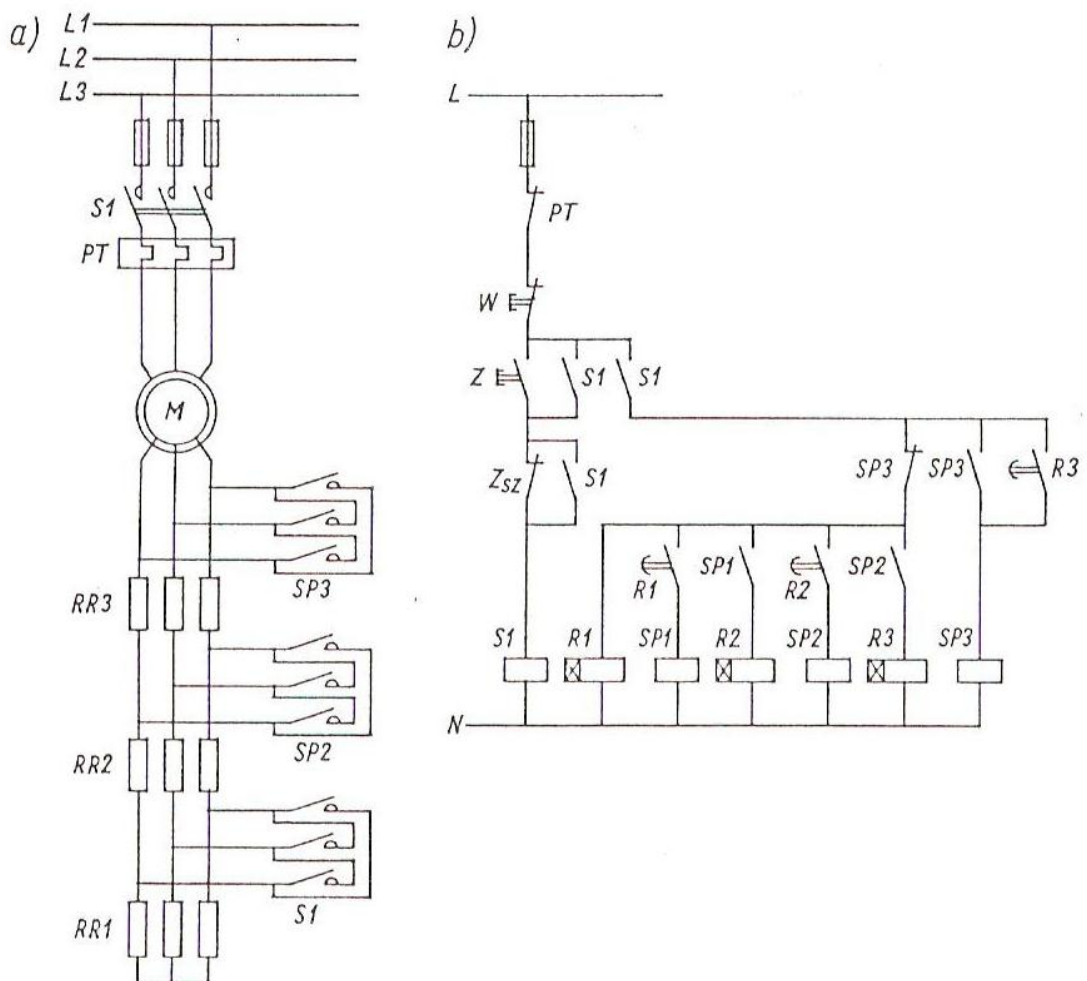 a)
L1
L2
L3
S1
PT
M
SP3
RR3
SP2
RR2
S1
RR1
b)
L
PT
W
Z S1 S1
ZSZ S1 SP3 SP3 R3
R1 SP1 R2 SP2
S1 R1 SP1 R2 SP2 R3 SP3
N